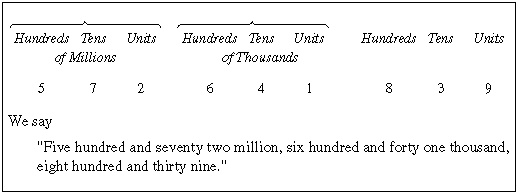 Hundreds Tens Units Hundreds Tens Units Hundreds Tens Units
of Millions of Thousands
5 7 2 6 4 1 8 3 9
We say
"Five hundred and seventy two million, six hundred and forty one thousand,
eight hundred and thirty nine."